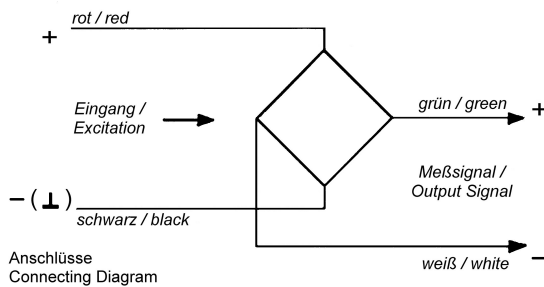 rot / red
+
Eingang /
Excitation
grün / green
+
Meßsignal /
Output Signal
– (⊥)
schwarz / black
Anschlüsse
Connecting Diagram
weiß / white
–